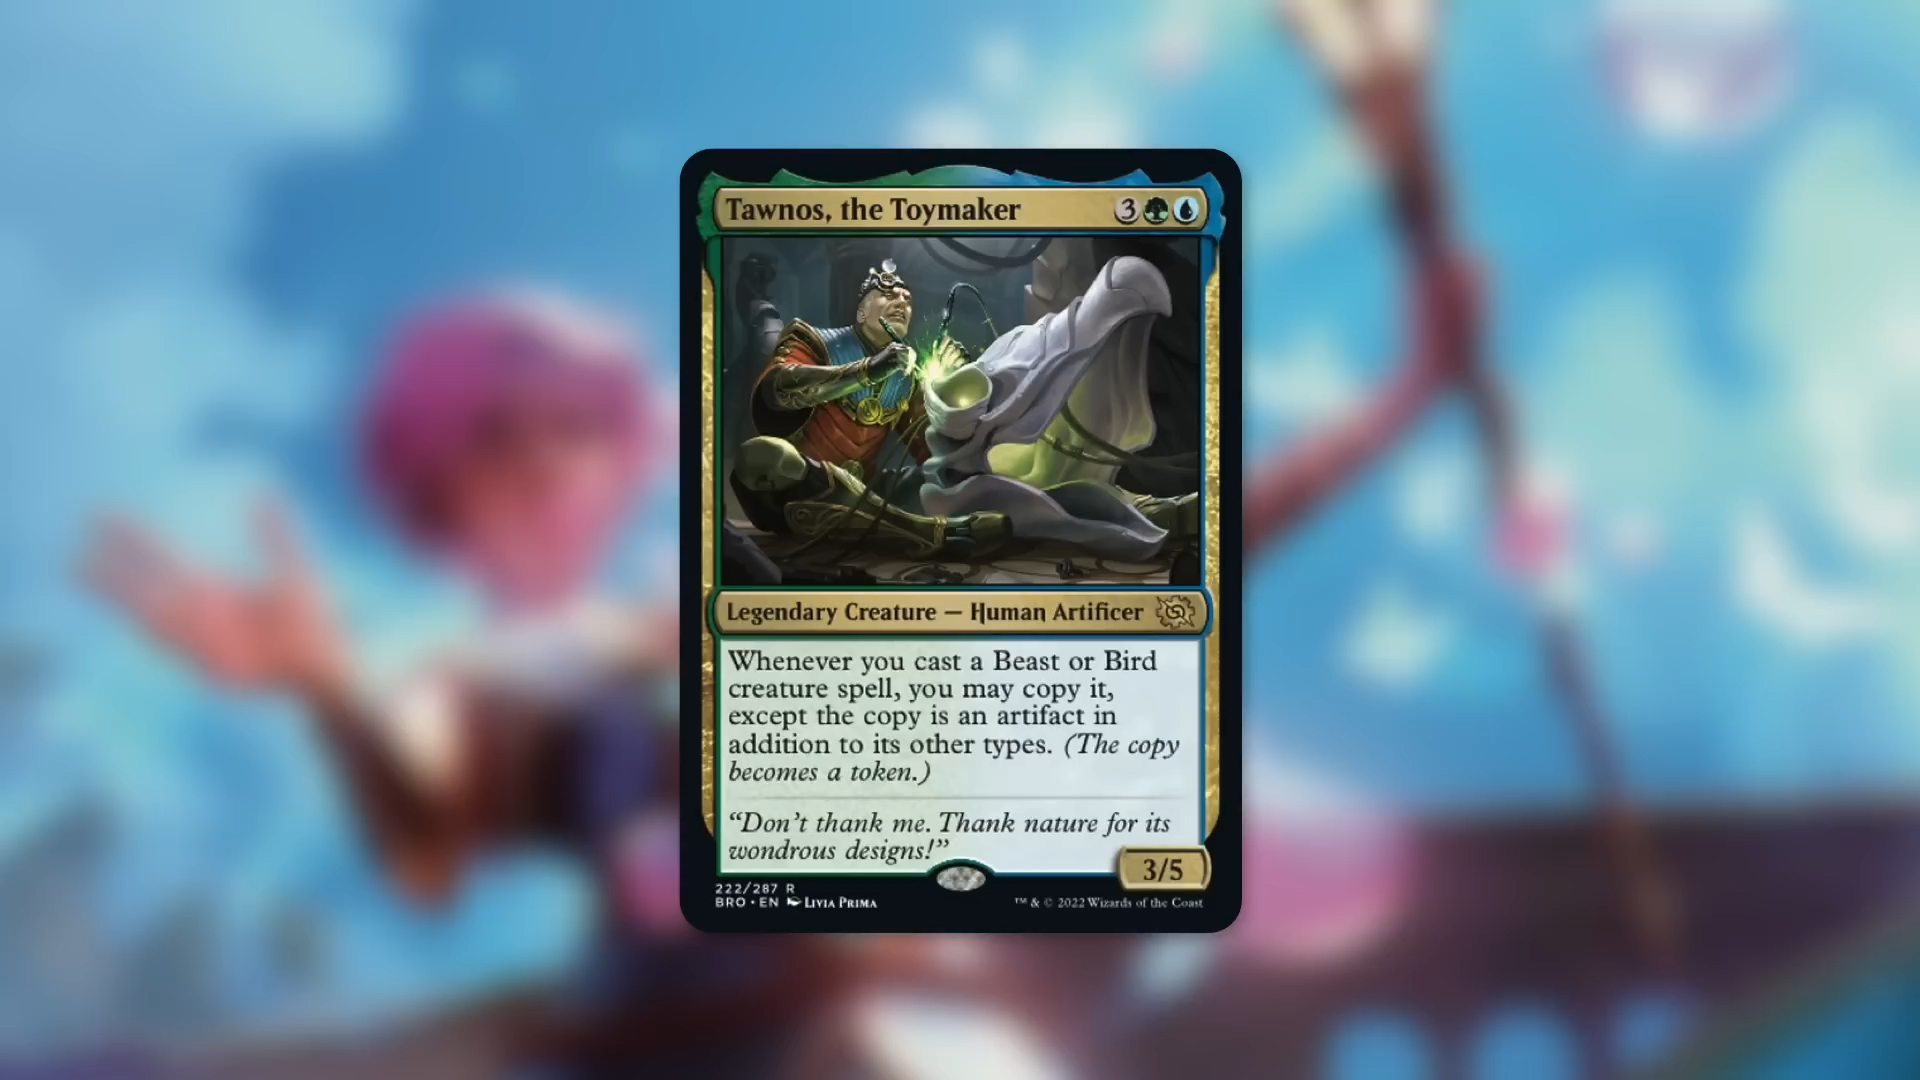 Tawnos, the Toymaker 3
Legendary Creature — Human Artificer
Whenever you cast a Beast or Bird
creature spell, you may copy it,
except the copy is an artifact in
addition to its other types. (The copy
becomes a token.)
“Don’t thank me. Thank nature for its
wondrous designs!”
3/5
222/287 R
BRO • EN Livia Prima
™ & © 2022 Wizards of the Coast